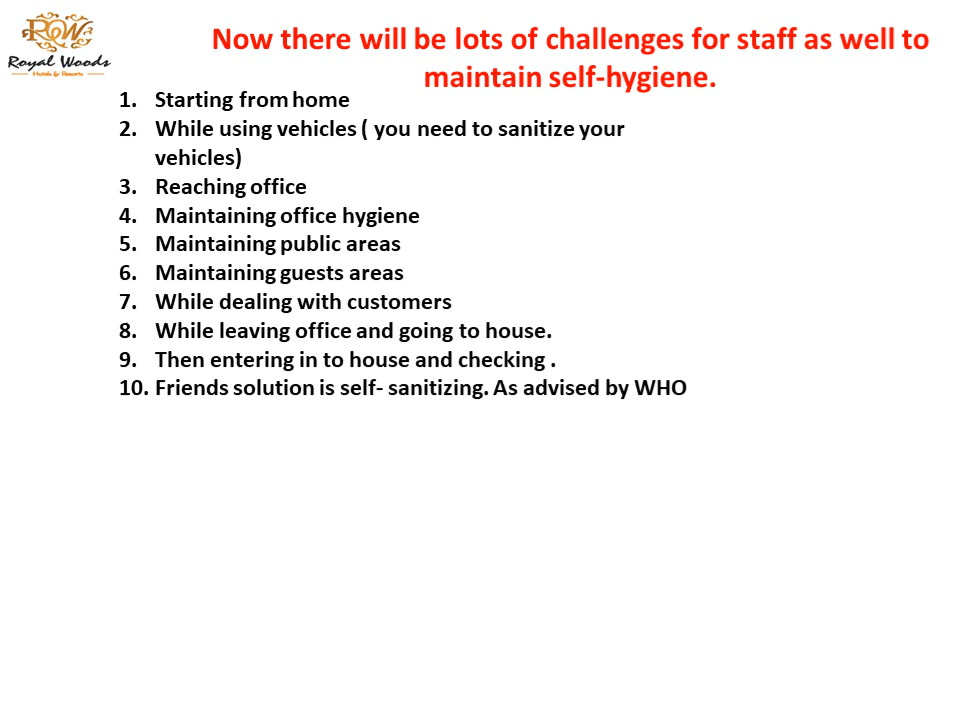 ROW
Royal Woods
Hotels & Resorts
Now there will be lots of challenges for staff as well to
maintain self-hygiene.
1. Starting from home
2. While using vehicles ( you need to sanitize your
vehicles)
3. Reaching office
4. Maintaining office hygiene
5. Maintaining public areas
6. Maintaining guests areas
7. While dealing with customers
8. While leaving office and going to house.
9. Then entering in to house and checking .
10. Friends solution is self- sanitizing. As advised by WHO